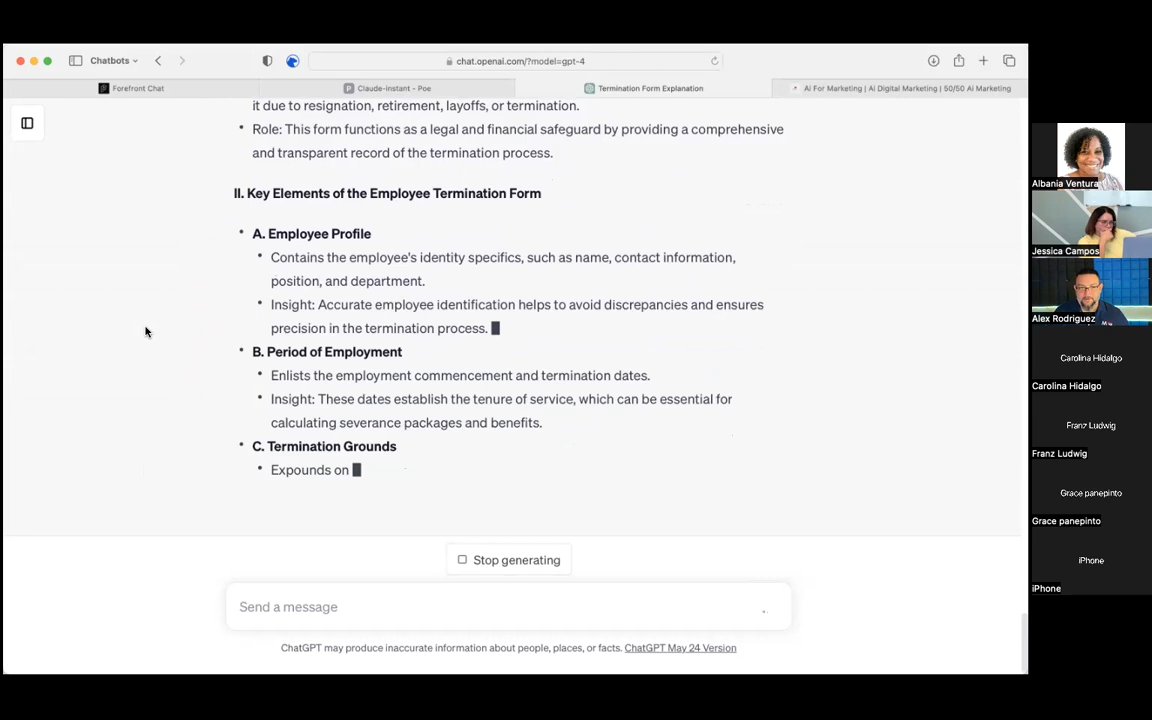 Chatbots
chat.openai.com/?model=gpt-4
Forefront Chat
Claude-instant - Poe
Termination Form Explanation
Ai For Marketing | Ai Digital Marketing | 50/50 Ai Marketing
it due to resignation, retirement, layoffs, or termination.
• Role: This form functions as a legal and financial safeguard by providing a comprehensive
and transparent record of the termination process.
II. Key Elements of the Employee Termination Form
• A. Employee Profile
• Contains the employee's identity specifics, such as name, contact information,
position, and department.
• Insight: Accurate employee identification helps to avoid discrepancies and ensures
precision in the termination process.
• B. Period of Employment
• Enlists the employment commencement and termination dates.
• Insight: These dates establish the tenure of service, which can be essential for
calculating severance packages and benefits.
• C. Termination Grounds
• Expounds on
Stop generating
Send a message
ChatGPT may produce inaccurate information about people, places, or facts. ChatGPT May 24 Version
Albania Ventura
Jessica Campos
Alex Rodriguez
Carolina Hidalgo
Carolina Hidalgo
Franz Ludwig
Franz Ludwig
Grace panepinto
Grace panepinto
iPhone
iPhone